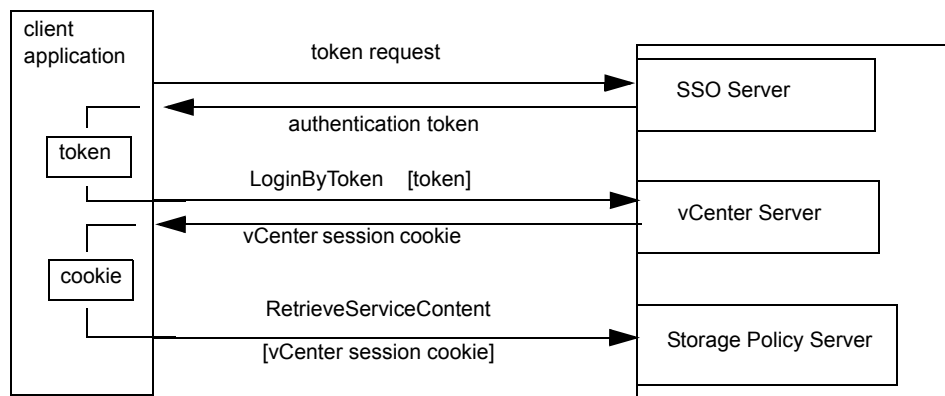 client
application
token request
SSO Server
authentication token
token
LoginByToken [token]
vCenter Server
vCenter session cookie
cookie
RetrieveServiceContent
[vCenter session cookie]
Storage Policy Server